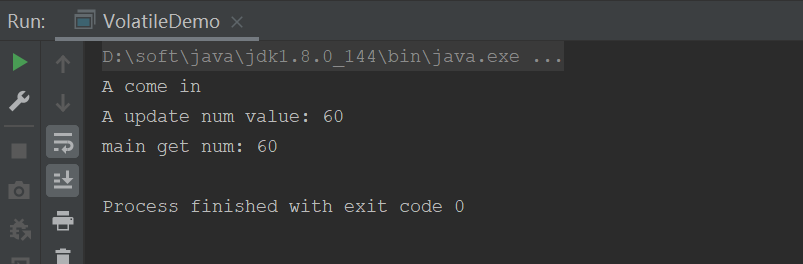 Run: VolatileDemo
D:\soft\java\jdk1.8.0_144\bin\java.exe ...
A come in
A update num value: 60
main get num: 60
Process finished with exit code 0